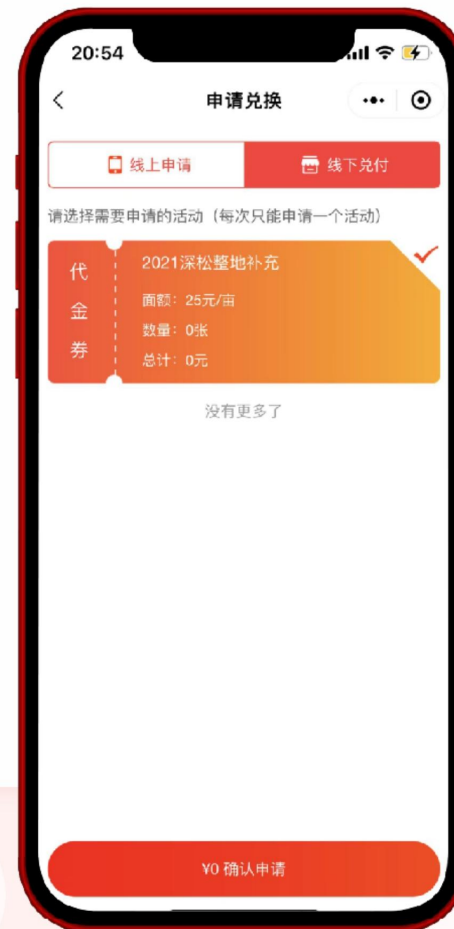 20:54
申请兑换
线上申请
线下兑付
请选择需要申请的活动（每次只能申请一个活动）
代金券
2021深松整地补充
面额：25元/亩
数量：0张
总计：0元
没有更多了
¥0 确认申请